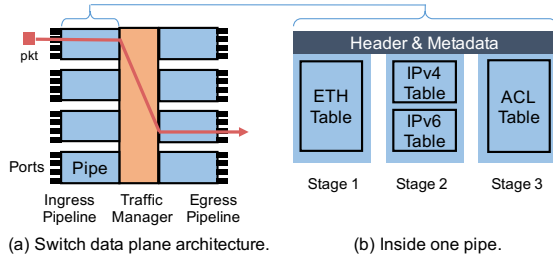 pkt
Ports
Pipe
Ingress
Pipeline
Traffic
Manager
Egress
Pipeline
(a) Switch data plane architecture.
Header & Metadata
ETH
Table
IPv4
Table
IPv6
Table
ACL
Table
Stage 1
Stage 2
Stage 3
(b) Inside one pipe.